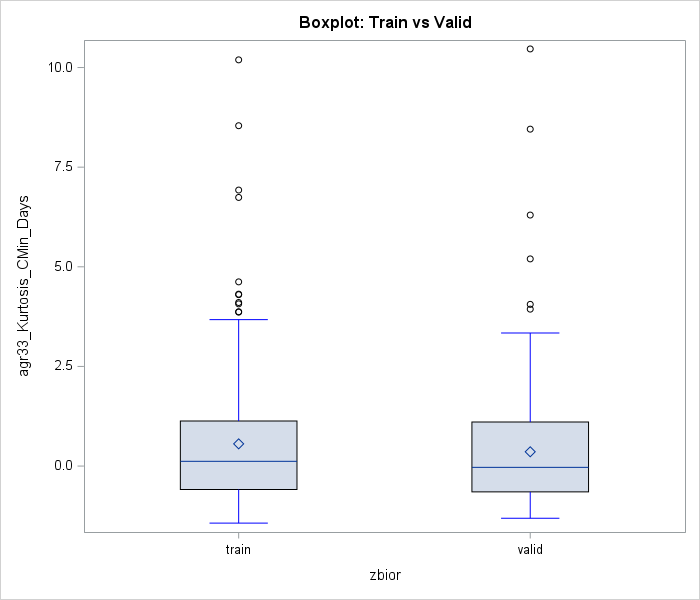 Boxplot: Train vs Valid
10.0
7.5
5.0
2.5
0.0
agr33_Kurtosis_CMin_Days
train
valid
zbior